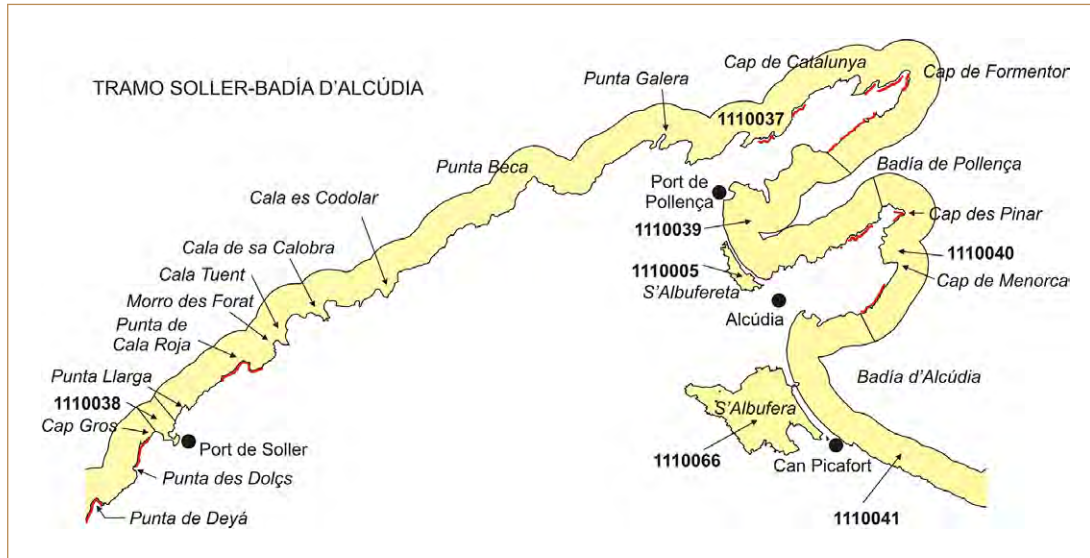 TRAMO SOLLER-BADÍA D'ALCÚDIA
Cap de Catalunya
Cap de Formentor
Punta Galera
1110037
Punta Beca
Badía de Pollença
Port de
Pollença
Cala es Codolar
Cap des Pinar
1110039
Cala de sa Calobra
1110040
1110005
Cap de Menorca
Cala Tuent
S'Albufereta
Morro des Forat
Alcúdia
Punta de
Cala Roja
Punta Llarga
Badía d'Alcúdia
1110038
S'Albufera
Cap Gros
Port de Soller
1110066
Can Picafort
Punta des Dolçs
1110041
Punta de Deyá